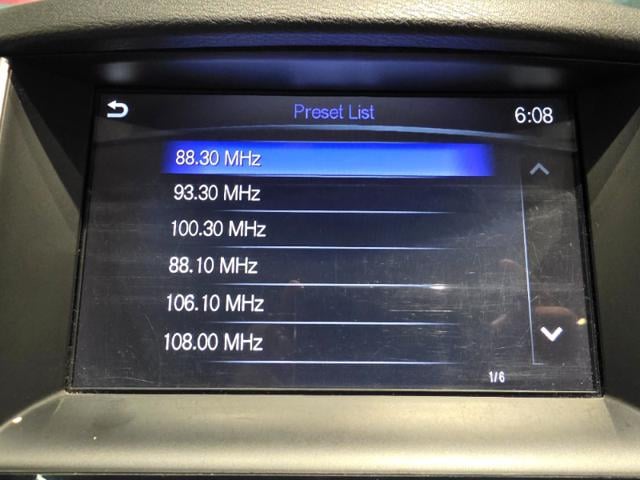 Preset List 6:08
88.30 MHz
93.30 MHz
100.30 MHz
88.10 MHz
106.10 MHz
108.00 MHz
1/6